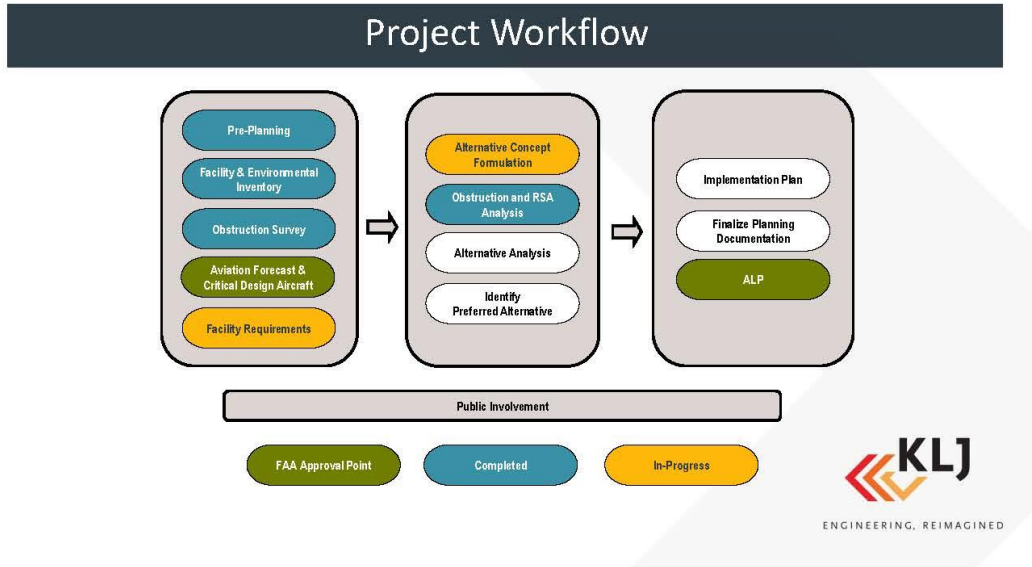 Project Workflow
Pre-Planning
Facility & Environmental
Inventory
Obstruction Survey
Aviation Forecast &
Critical Design Aircraft
Facility Requirements
Alternative Concept
Formulation
Obstruction and RSA
Analysis
Alternative Analysis
Identify
Preferred Alternative
Implementation Plan
Finalize Planning
Documentation
ALP
Public Involvement
FAA Approval Point
Completed
In-Progress
KLJ
ENGINEERING, REIMAGINED